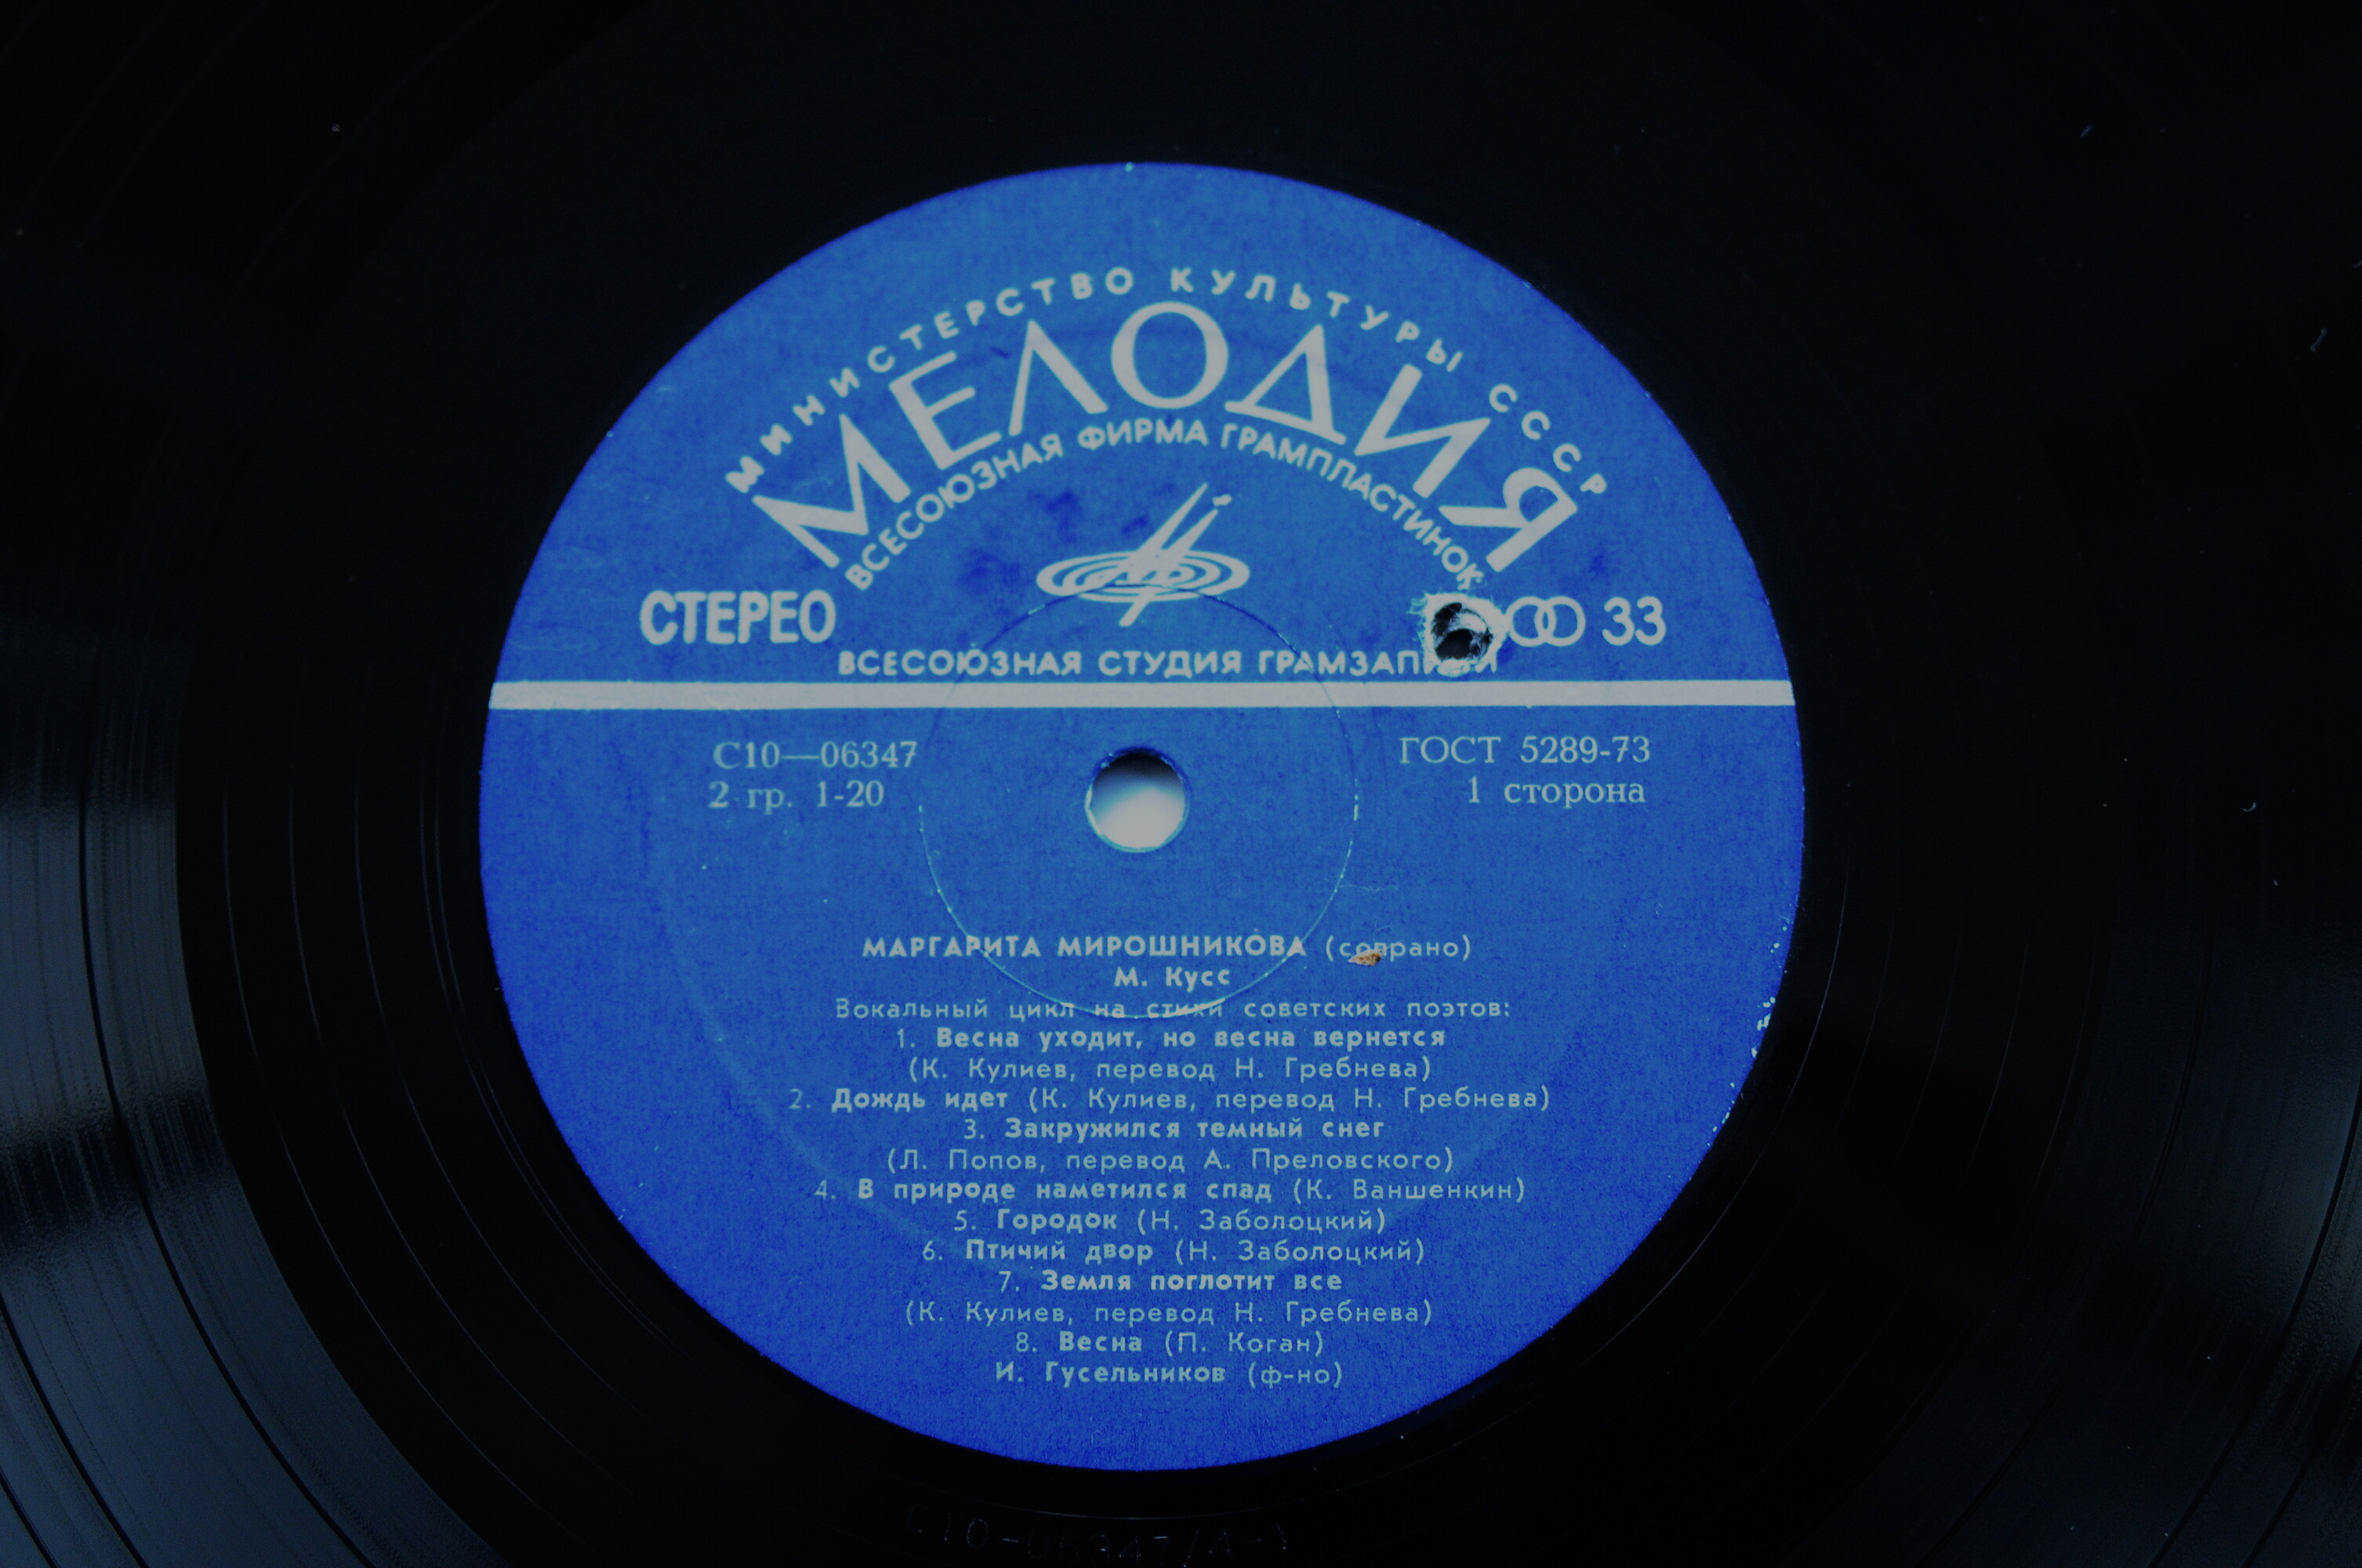 МИНИСТЕРСТВО КУЛЬТУРЫ СССР
МЕЛОДИЯ
ВСЕСОЮЗНАЯ ФИРМА ГРАМПЛАСТИНОК
СТЕРЕО
33
ВСЕСОЮЗНАЯ СТУДИЯ
С10—06347
ГОСТ 5289-73
2 гр. 1-20
1 сторона
МАРГАРИТА МИРОШНИКОВА (сопрано)
М. Кусс
Вокальный цикл на стихи советских поэтов:
1. Весна уходит, но весна вернется
(К. Кулиев, перевод Н. Гребнева)
2. Дождь идет (К. Кулиев, перевод Н. Гребнева)
3. Закружился темный снег
(Л. Попов, перевод А. Преловского)
4. В природе наметился спад (К. Ваншенкин)
5. Городок (Н. Заболоцкий)
6. Птичий двор (Н. Заболоцкий)
7. Земля поглотит все
(К. Кулиев, перевод Н. Гребнева)
8. Весна (П. Коган)
И. Гусельников (ф-но)